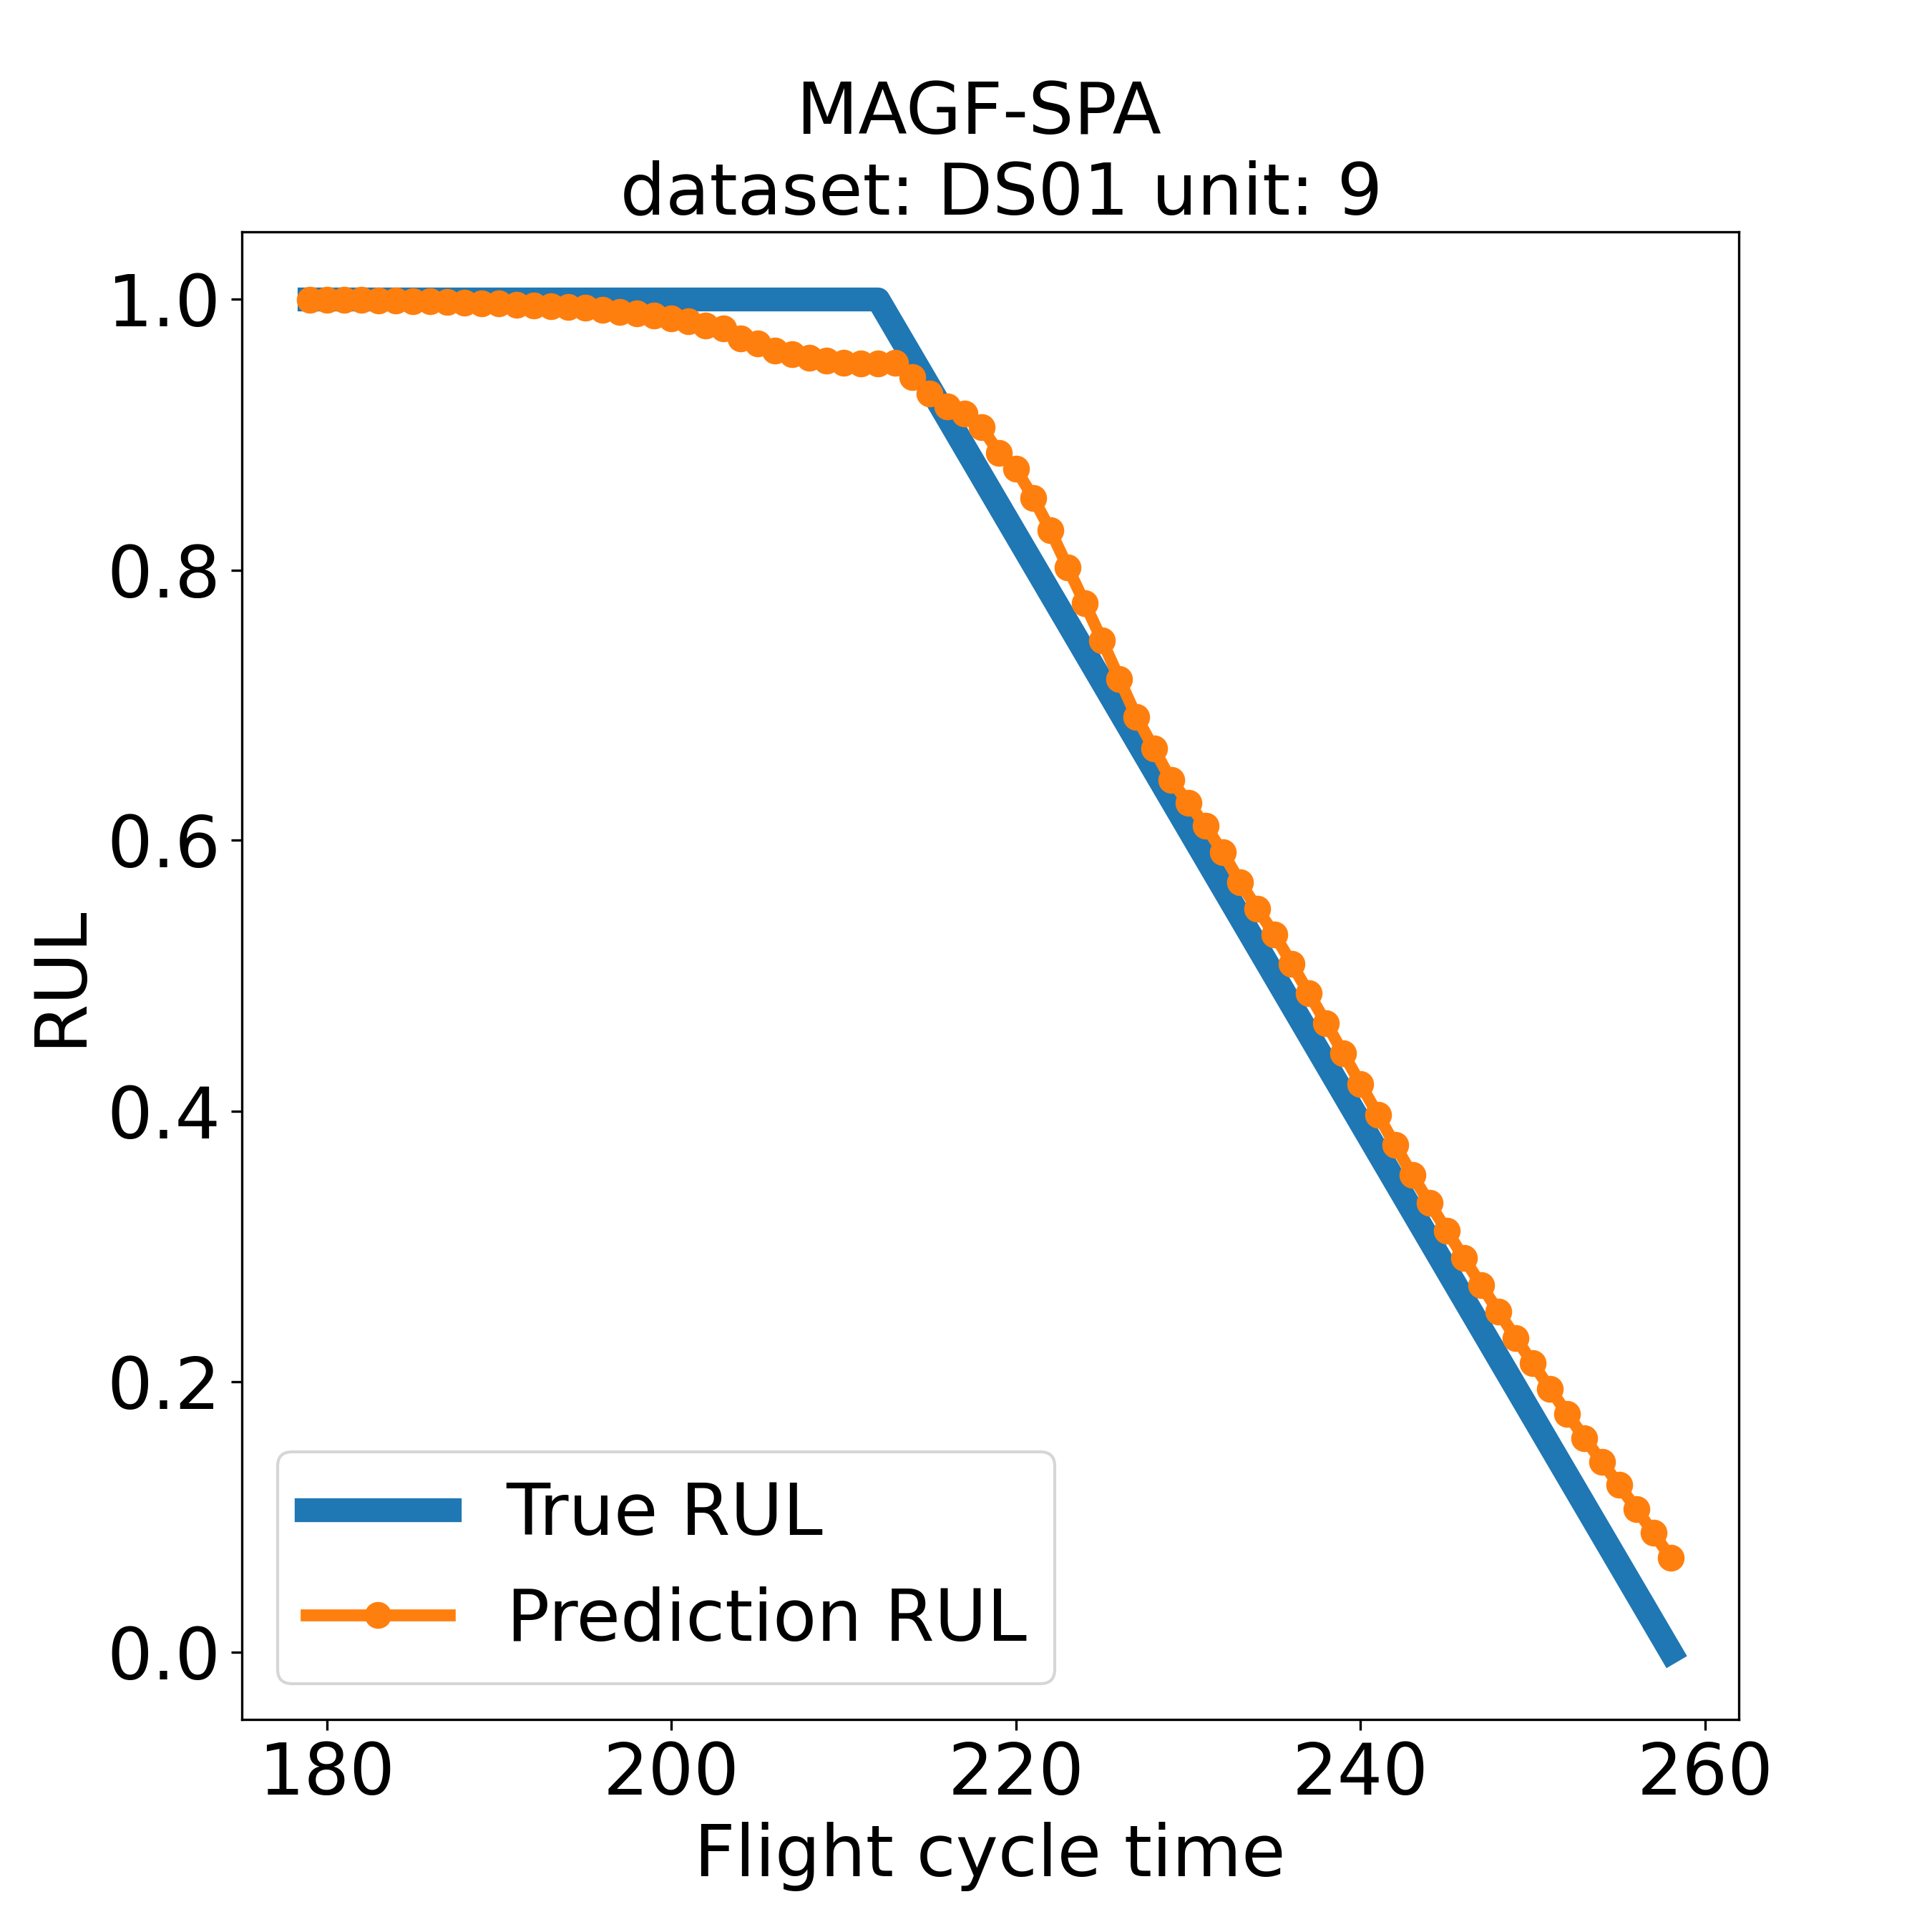 MAGF-SPA
dataset: DS01 unit: 9
1.0
0.8
0.6
0.4
0.2
0.0
RUL
True RUL
Prediction RUL
180 200 220 240 260
Flight cycle time